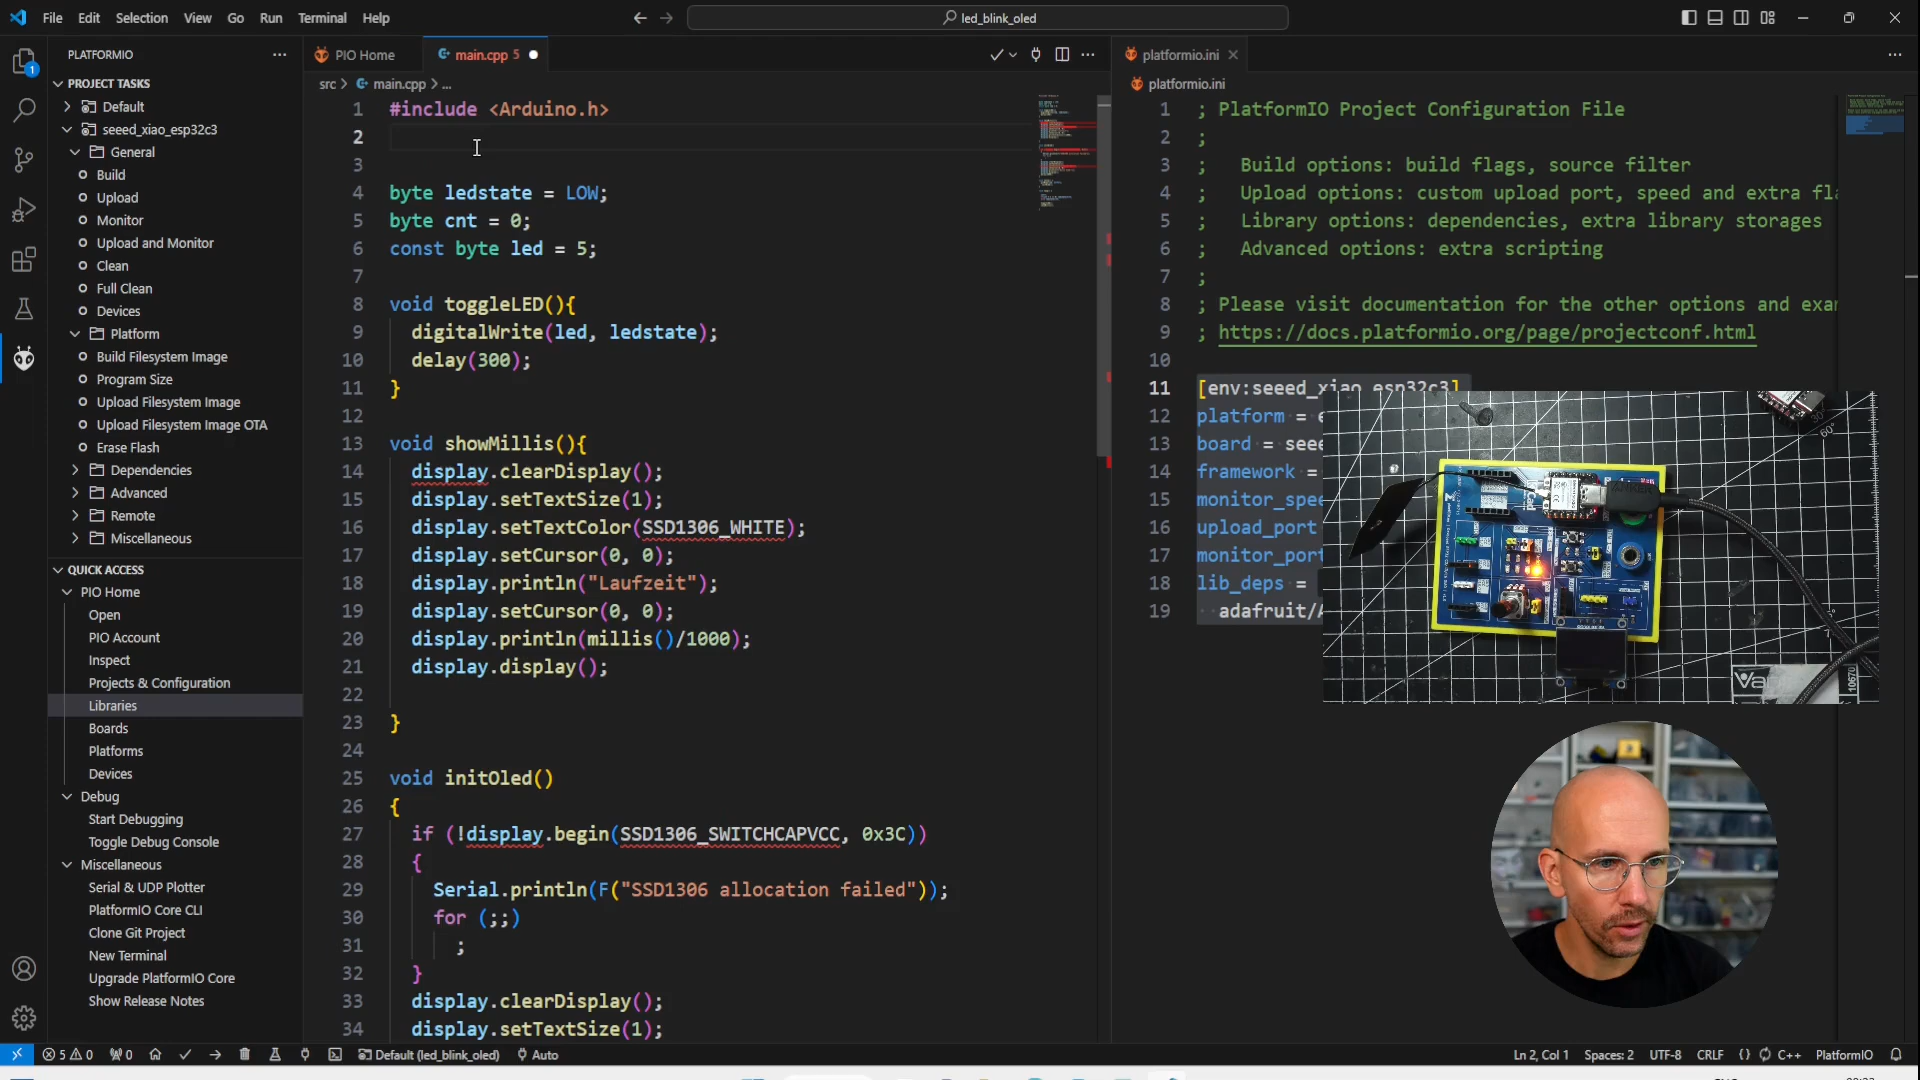 File Edit Selection View Go Run Terminal Help
led_blink_oled
PLATFORMIO
PROJECT TASKS
Default
seeed_xiao_esp32c3
General
Build
Upload
Monitor
Upload and Monitor
Clean
Full Clean
Devices
Platform
Build Filesystem Image
Program Size
Upload Filesystem Image
Upload Filesystem Image OTA
Erase Flash
Dependencies
Advanced
Remote
Miscellaneous
QUICK ACCESS
PIO Home
Open
PIO Account
Inspect
Projects & Configuration
Libraries
Boards
Platforms
Devices
Debug
Start Debugging
Toggle Debug Console
Miscellaneous
Serial & UDP Plotter
PlatformIO Core CLI
Clone Git Project
New Terminal
Upgrade PlatformIO Core
Show Release Notes
PIO Home
main.cpp 5
src > main.cpp > ...
1 #include <Arduino.h>
2
3
4 byte ledstate = LOW;
5 byte cnt = 0;
6 const byte led = 5;
7
8 void toggleLED(){
9 digitalWrite(led, ledstate);
10 delay(300);
11 }
12
13 void showMillis(){
14 display.clearDisplay();
15 display.setTextSize(1);
16 display.setTextColor(SSD1306_WHITE);
17 display.setCursor(0, 0);
18 display.println("Laufzeit");
19 display.setCursor(0, 0);
20 display.println(millis()/1000);
21 display.display();
22
23 }
24
25 void initOled()
26 {
27 if (!display.begin(SSD1306_SWITCHCAPVCC, 0x3C))
28 {
29 Serial.println(F("SSD1306 allocation failed"));
30 for (;;)
31 ;
32 }
33 display.clearDisplay();
34 display.setTextSize(1);
platformio.ini
platformio.ini
1 ; PlatformIO Project Configuration File
2 ;
3 ; Build options: build flags, source filter
4 ; Upload options: custom upload port, speed and extra fla
5 ; Library options: dependencies, extra library storages
6 ; Advanced options: extra scripting
7 ;
8 ; Please visit documentation for the other options and exam
9 ; https://docs.platformio.org/page/projectconf.html
10
11 [env:seeed_xiao_esp32c3]
12 platform = e
13 board = seee
14 framework =
15 monitor_spe
16 upload_port
17 monitor_port
18 lib_deps =
19 adafruit/A
5 0 0 Default (led_blink_oled) Auto
Ln 2, Col 1 Spaces: 2 UTF-8 CRLF {} C++ PlatformIO